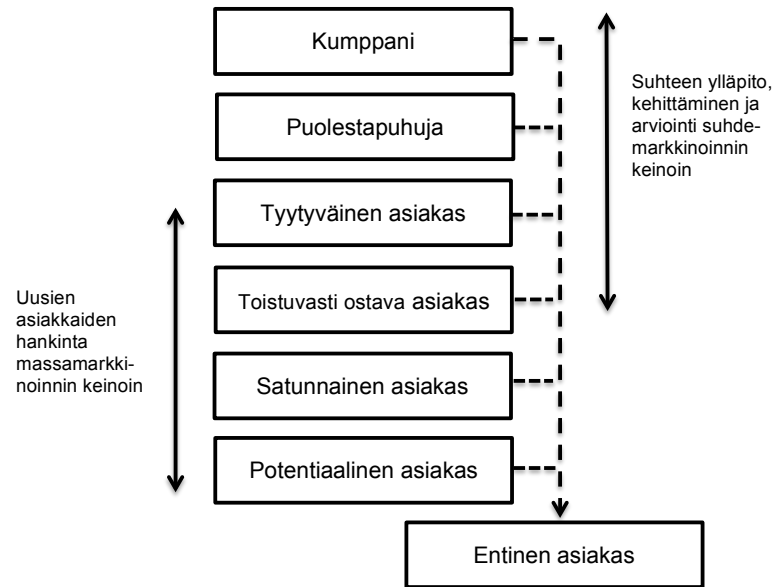 Kumppani
Puolestapuhuja
Tyytyväinen asiakas
Toistuvasti ostava asiakas
Satunnainen asiakas
Potentiaalinen asiakas
Entinen asiakas
Suhteen ylläpito,
kehittäminen ja
arviointi suhde-
markkinoinnin
keinoin
Uusien
asiakkaiden
hankinta
massamarkki-
noinnin keinoin